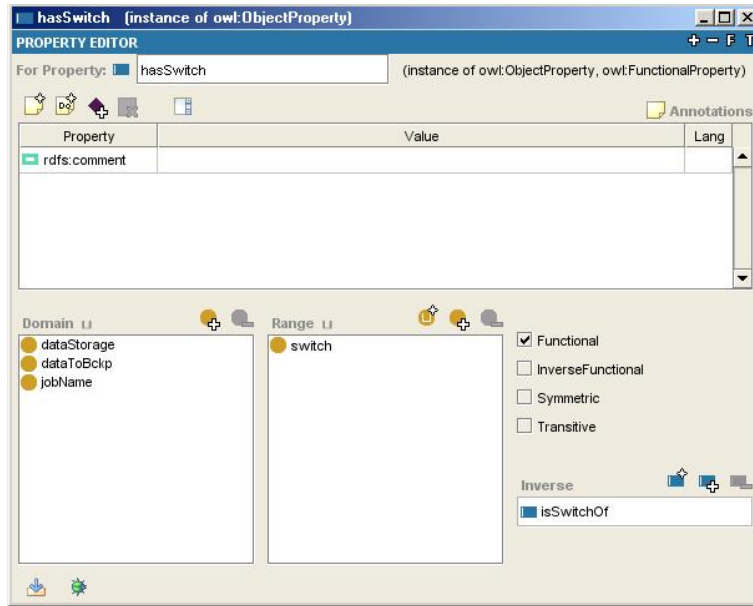 hasSwitch (instance of owl:ObjectProperty)
PROPERTY EDITOR
+ − F T
For Property: hasSwitch (instance of owl:ObjectProperty, owl:FunctionalProperty)
Annotations
Property Value Lang
rdfs:comment
Domain ⊔
Range ⊔
dataStorage
dataToBckp
jobName
switch
Functional
InverseFunctional
Symmetric
Transitive
Inverse
isSwitchOf